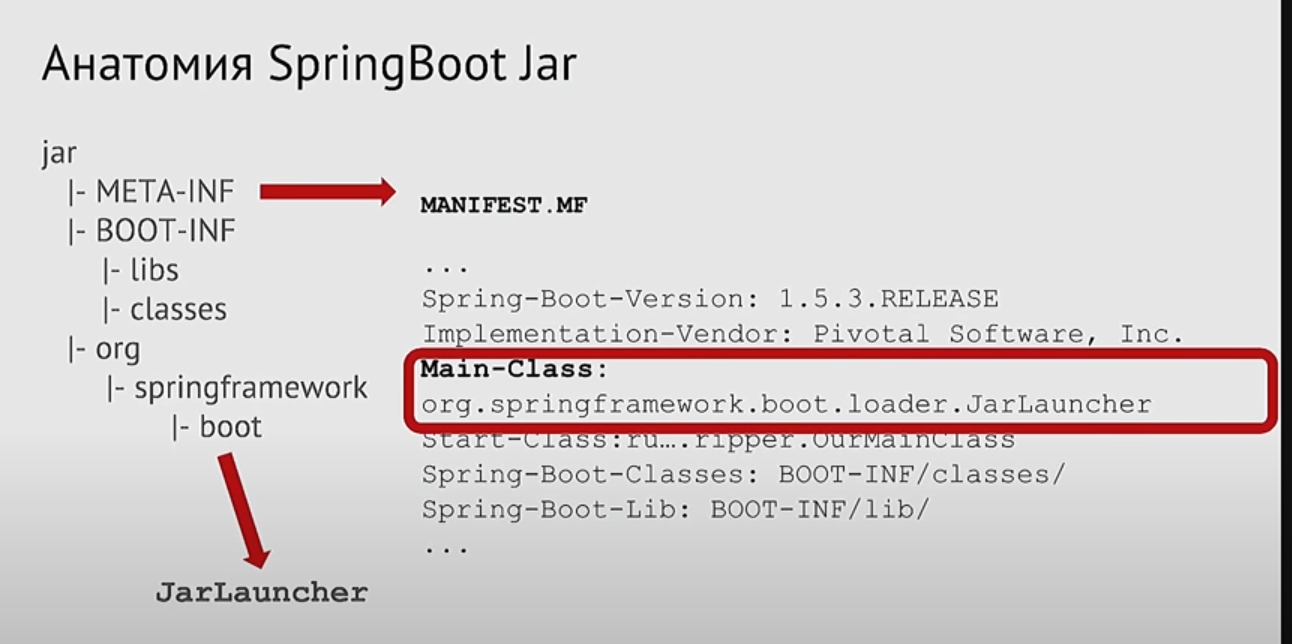 Анатомия SpringBoot Jar
jar
|- META-INF
|- BOOT-INF
|- libs
|- classes
|- org
|- springframework
|- boot
JarLauncher
MANIFEST.MF
...
Spring-Boot-Version: 1.5.3.RELEASE
Implementation-Vendor: Pivotal Software, Inc.
Main-Class:
org.springframework.boot.loader.JarLauncher
Start-Class:ru….ripper.OurMainClass
Spring-Boot-Classes: BOOT-INF/classes/
Spring-Boot-Lib: BOOT-INF/lib/
...